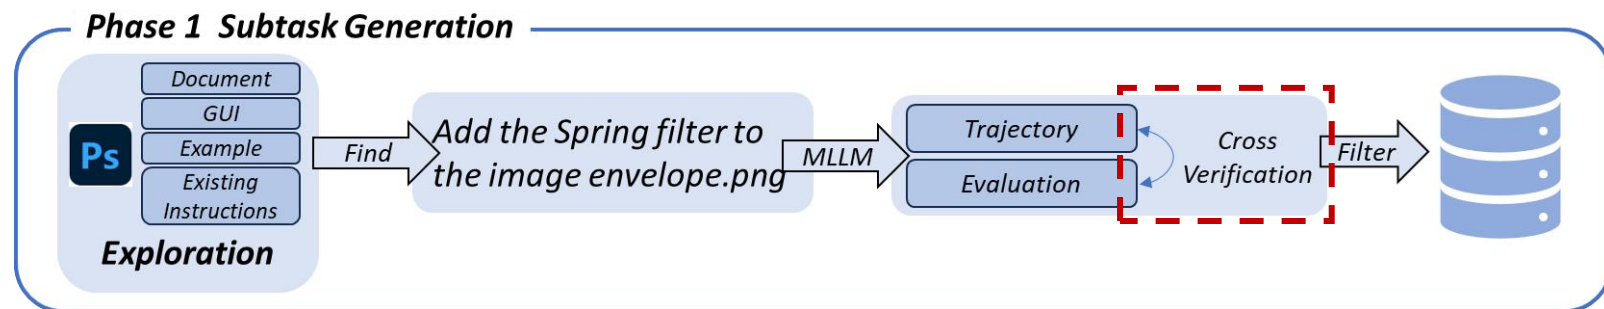 Phase 1 Subtask Generation
Ps
Document
GUI
Example
Existing
Instructions
Exploration
Find
Add the Spring filter to
the image envelope.png
MLLM
Trajectory
Evaluation
Cross
Verification
Filter